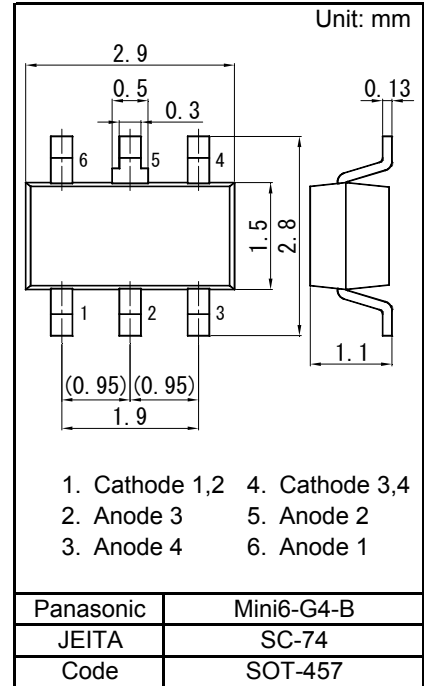 Unit: mm
2. 9
0. 5
0. 3
0. 13
6
5
4
1. 5
2. 8
1
2
3
1. 1
(0. 95) (0. 95)
1. 9
1. Cathode 1,2 4. Cathode 3,4
2. Anode 3 5. Anode 2
3. Anode 4 6. Anode 1
Panasonic Mini6-G4-B
JEITA SC-74
Code SOT-457